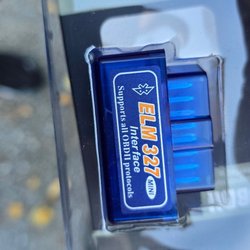 ELM 327
MINI
Interface
Supports all OBDII protocols